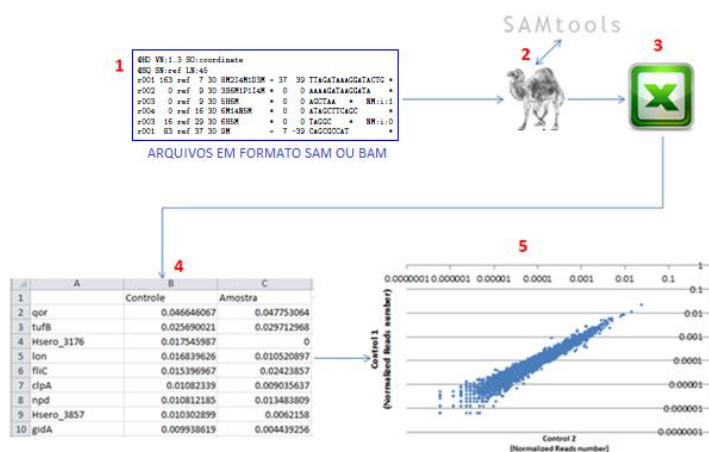 SAMtools
1
2
3
@HD VN:1.3 SO:coordinate
@SQ SN:ref LN:45
r001 163 ref 7 30 8M2I4M1D3M = 37 39 TTAGATAAAGGATACTG *
r002 0 ref 9 30 3S6M1P1I4M * 0 0 AAAAGATAAGGATA *
r003 0 ref 9 30 5H6M * 0 0 AGCTAA * NM:i:1
r004 0 ref 16 30 6M14N5M * 0 0 ATAGCTTCAGC *
r003 16 ref 29 30 6H5M * 0 0 TAGGC * NM:i:0
r001 83 ref 37 30 9M = 7 -39 CAGCGCCAT *
ARQUIVOS EM FORMATO SAM OU BAM
4
A B C
1 Controle Amostra
2 qor 0.046646067 0.047753064
3 tufB 0.025690021 0.029712968
4 Hsero_3176 0.017545987 0
5 lon 0.016839626 0.010520897
6 fliC 0.015396967 0.02423857
7 clpA 0.01082339 0.009035637
8 npd 0.010812185 0.013483809
9 Hsero_3857 0.010302899 0.0062158
10 gidA 0.009938619 0.004439256
5
0.0000001 0.000001 0.00001 0.0001 0.001 0.01 0.1 1
0.1
0.01
0.001
0.0001
0.00001
0.000001
0.0000001
Control 1
(Normalized Reads number)
Control 2
(Normalized Reads number)